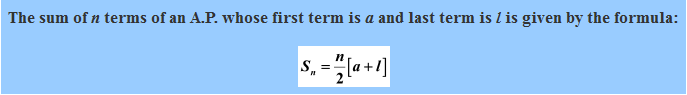 The sum of n terms of an A.P. whose first term is a and last term is l is given by the formula:
Sₙ = n/2 [a + l]